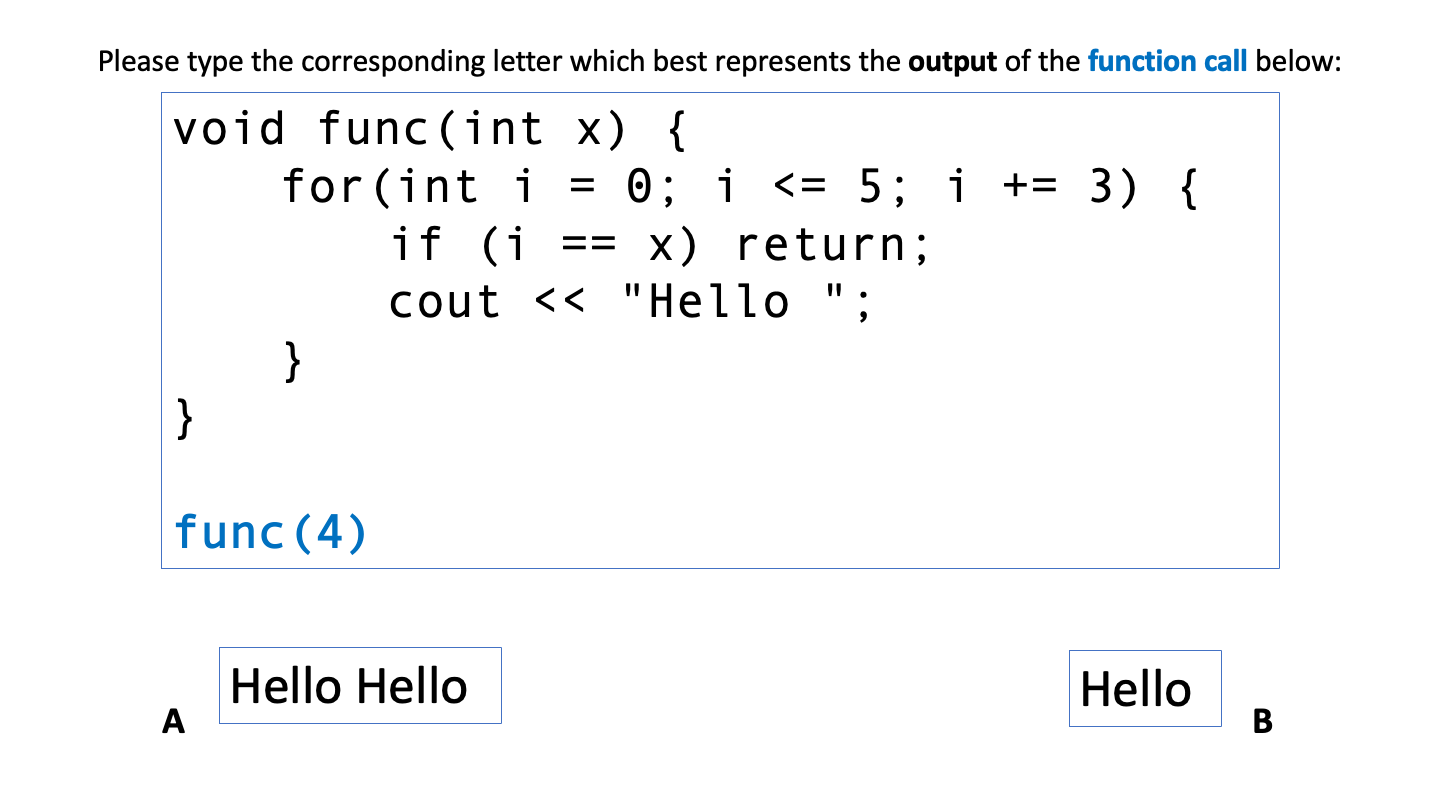 Please type the corresponding letter which best represents the output of the function call below:
void func(int x) {
    for(int i = 0; i <= 5; i += 3) {
        if (i == x) return;
        cout << "Hello ";
    }
}
func(4)
Hello Hello
Hello
A
B